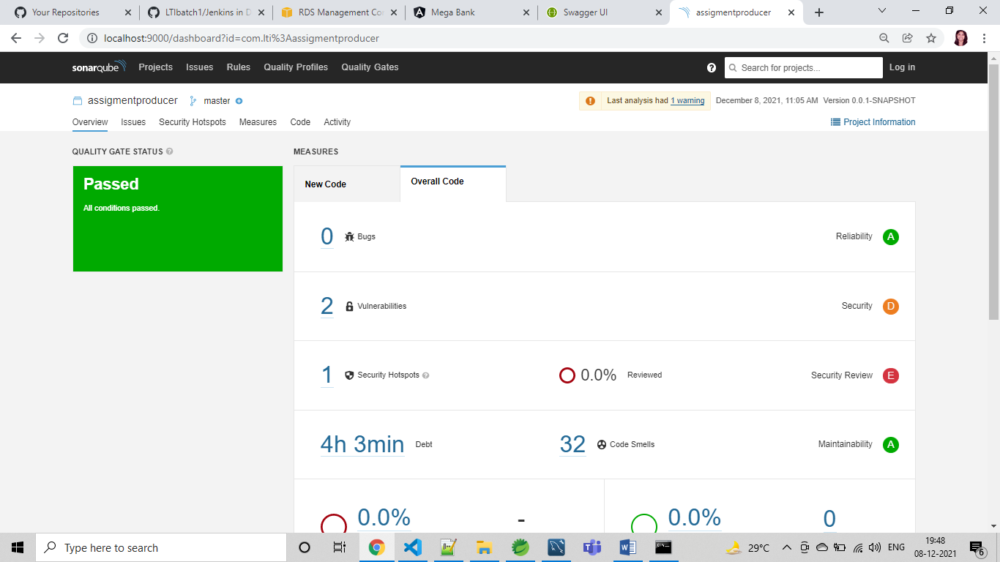 Your Repositories
LTIbatch1/Jenkins in D
RDS Management Con
Mega Bank
Swagger UI
assigmentproducer
localhost:9000/dashboard?id=com.lti%3Aassigmentproducer
sonarqube Projects Issues Rules Quality Profiles Quality Gates Search for projects... Log in
assigmentproducer master Last analysis had 1 warning December 8, 2021, 11:05 AM Version 0.0.1-SNAPSHOT
Overview Issues Security Hotspots Measures Code Activity Project Information
QUALITY GATE STATUS
Passed
All conditions passed.
MEASURES
New Code Overall Code
0 Bugs Reliability A
2 Vulnerabilities Security D
1 Security Hotspots 0.0% Reviewed Security Review E
4h 3min Debt 32 Code Smells Maintainability A
0.0% - 0.0% 0
Type here to search 29°C ENG 19:48
08-12-2021 6